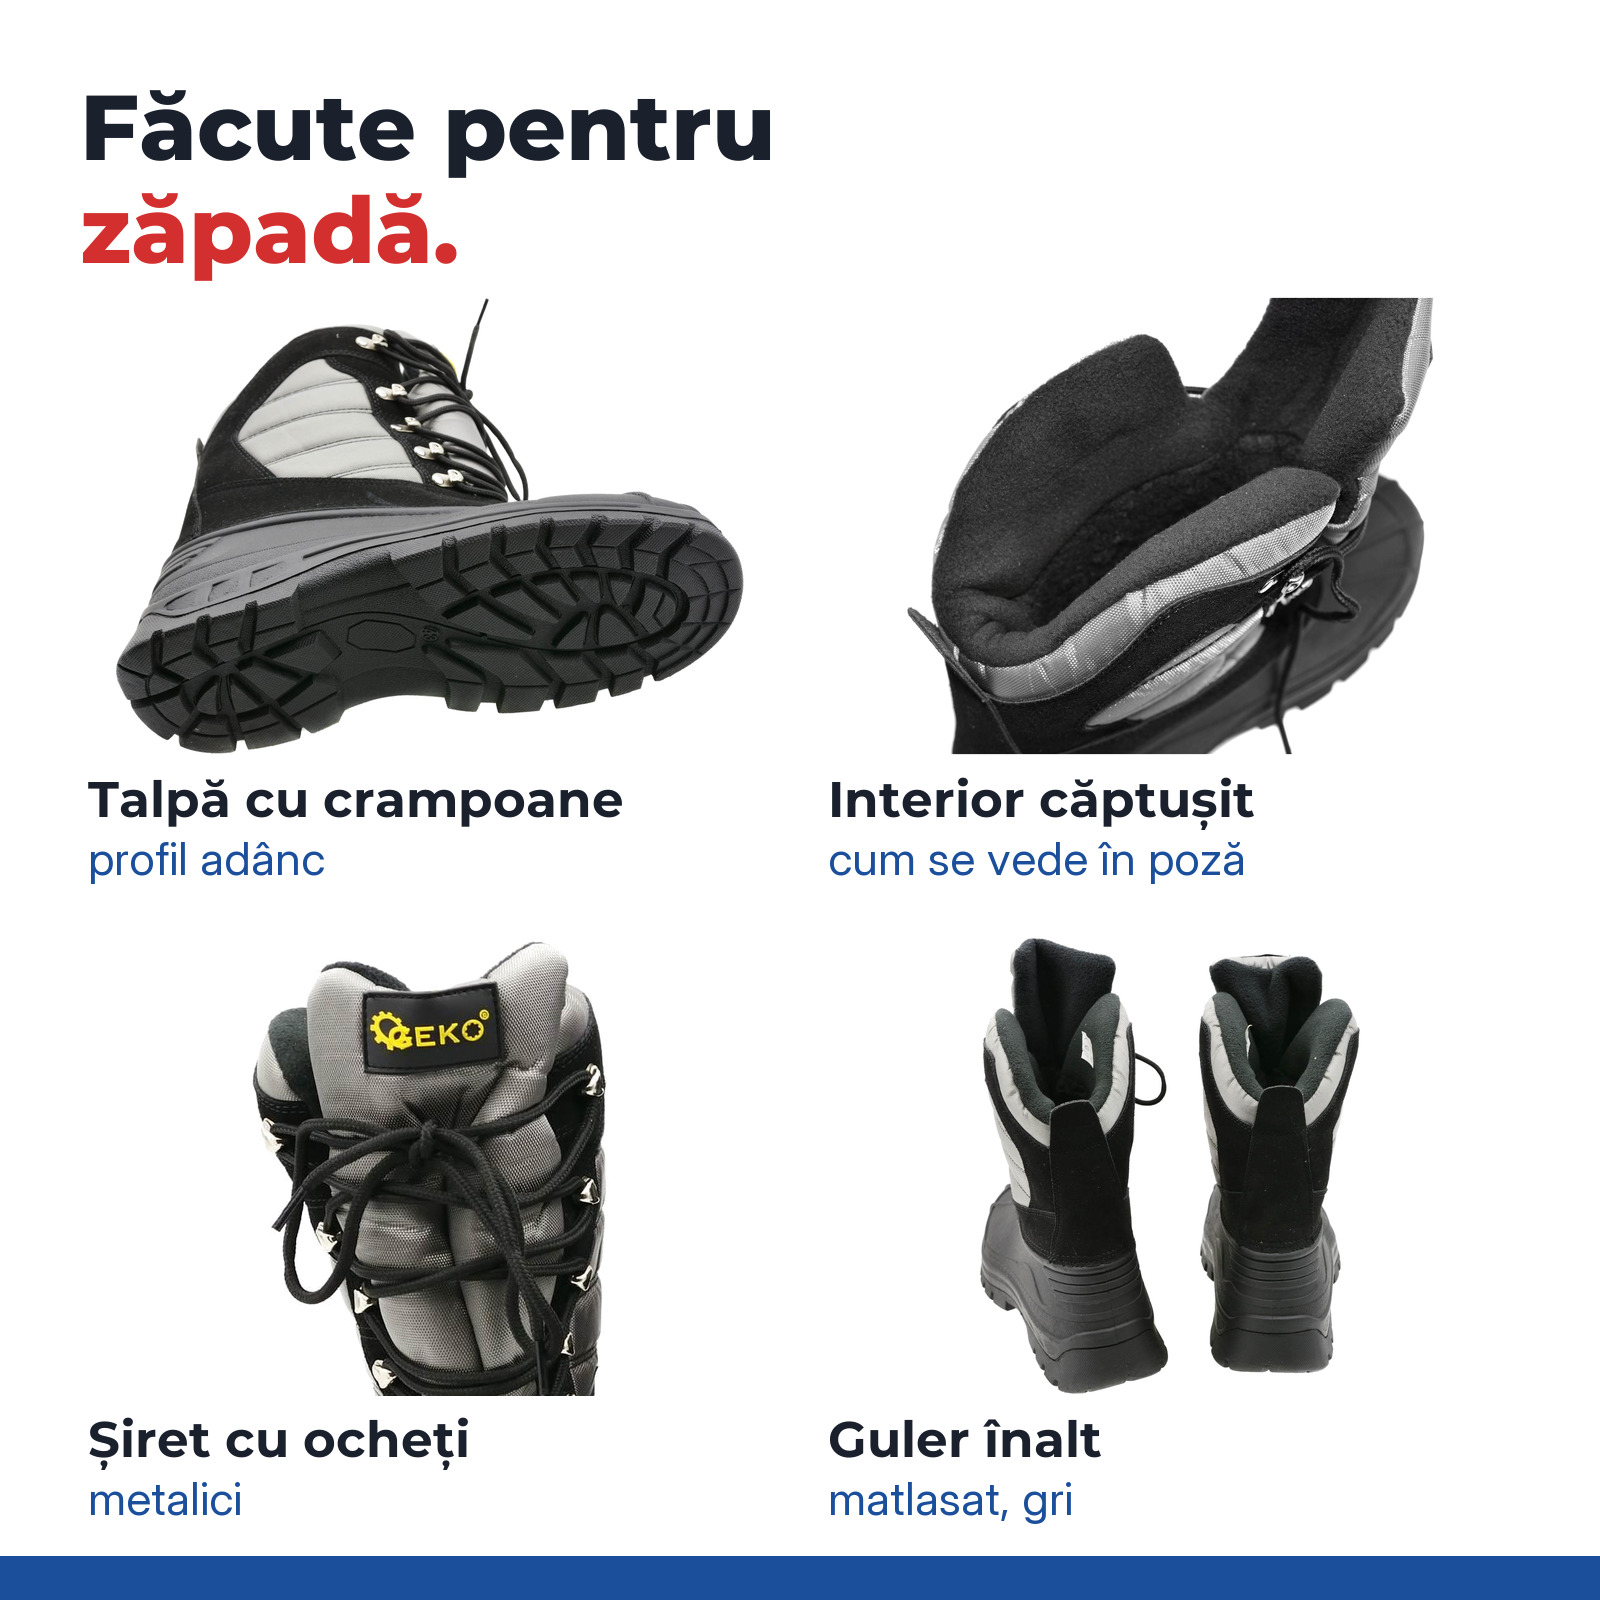 Făcute pentru
zăpadă.
Talpă cu crampoane
profil adânc
Interior căptușit
cum se vede în poză
GEKO®
Șiret cu ocheți
metalici
Guler înalt
matlasat, gri